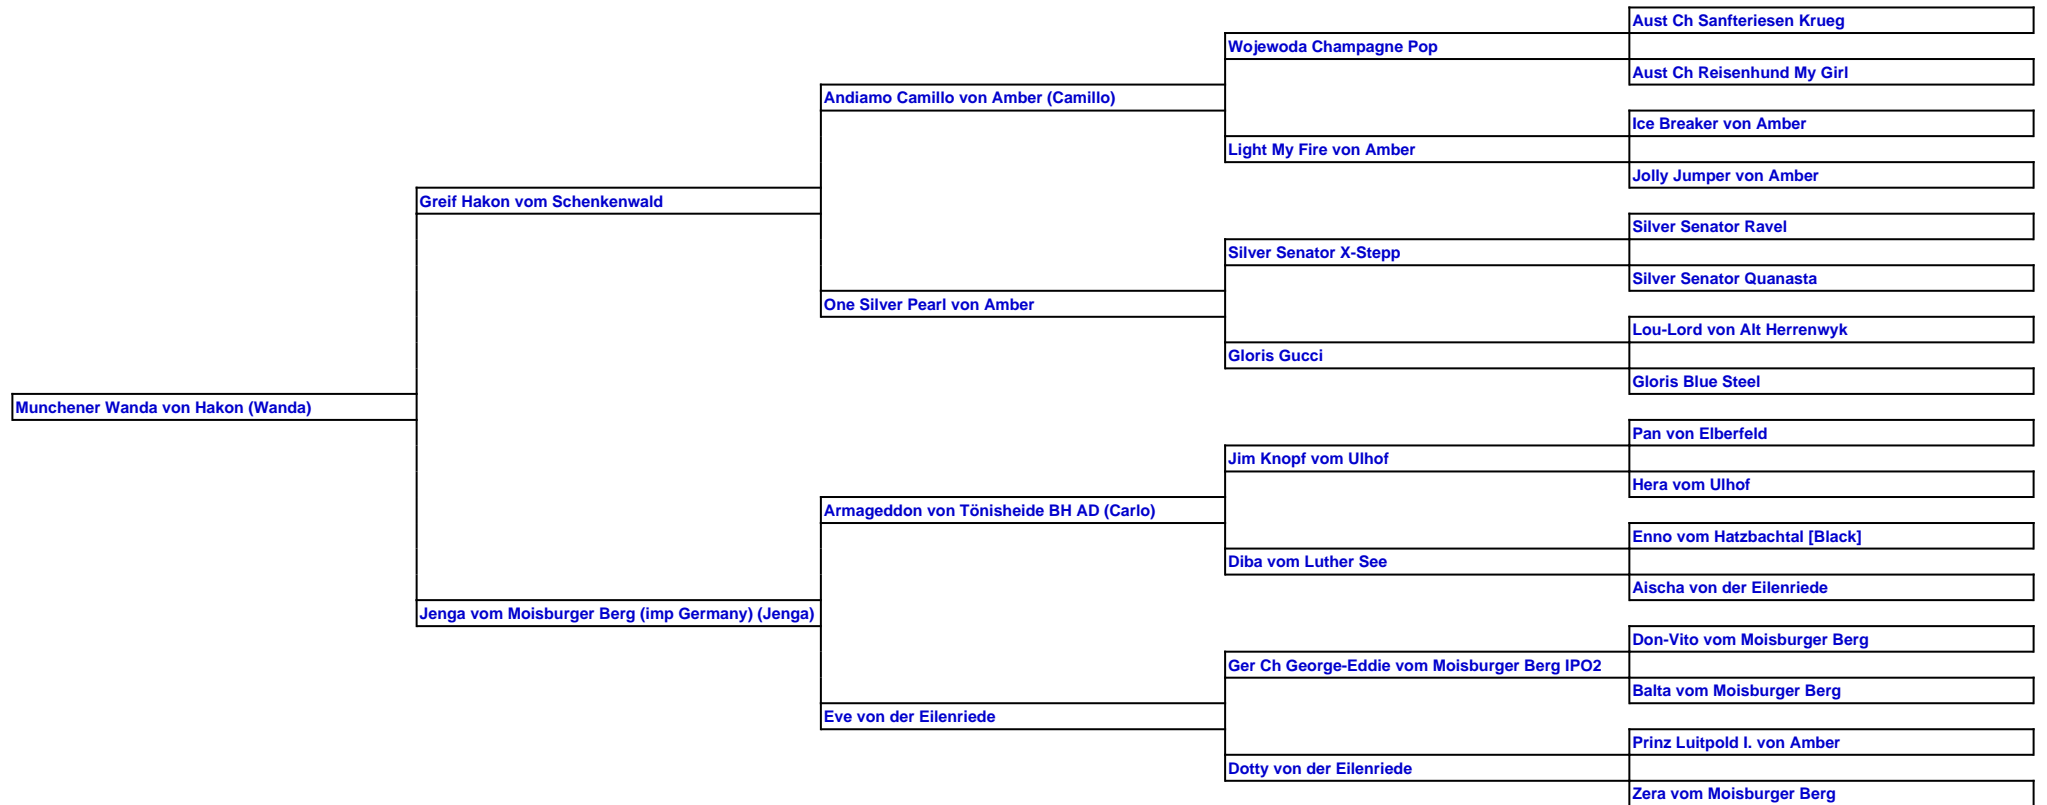 Aust Ch Sanfteriesen Krueg
Wojewoda Champagne Pop
Aust Ch Reisenhund My Girl
Andiamo Camillo von Amber (Camillo)
Ice Breaker von Amber
Light My Fire von Amber
Jolly Jumper von Amber
Greif Hakon vom Schenkenwald
Silver Senator Ravel
Silver Senator X-Stepp
Silver Senator Quanasta
One Silver Pearl von Amber
Lou-Lord von Alt Herrenwyk
Gloris Gucci
Gloris Blue Steel
Munchener Wanda von Hakon (Wanda)
Pan von Elberfeld
Jim Knopf vom Ulhof
Hera vom Ulhof
Armageddon von Tönisheide BH AD (Carlo)
Enno vom Hatzbachtal [Black]
Diba vom Luther See
Aischa von der Eilenriede
Jenga vom Moisburger Berg (imp Germany) (Jenga)
Don-Vito vom Moisburger Berg
Ger Ch George-Eddie vom Moisburger Berg IPO2
Balta vom Moisburger Berg
Eve von der Eilenriede
Prinz Luitpold I. von Amber
Dotty von der Eilenriede
Zera vom Moisburger Berg